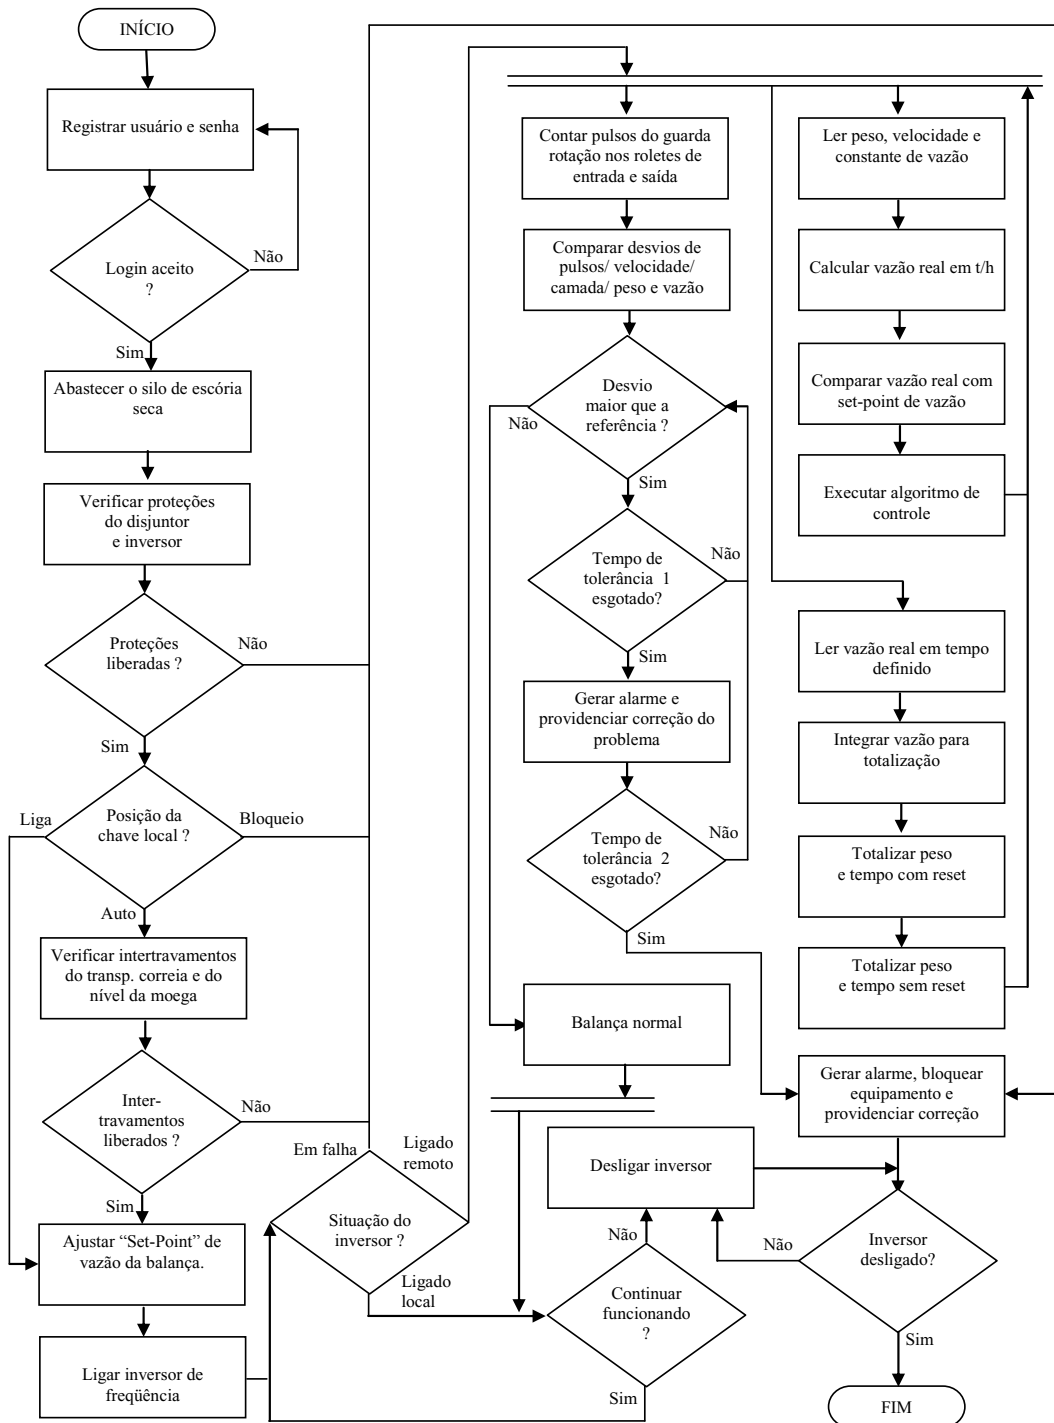 INÍCIO
Registrar usuário e senha
Login aceito
?
Não
Sim
Abastecer o silo de escória
seca
Verificar proteções
do disjuntor
e inversor
Proteções
liberadas ?
Não
Sim
Posição da
chave local ?
Liga
Bloqueio
Auto
Verificar intertravamentos
do transp. correia e do
nível da moega
Inter-
travamentos
liberados ?
Não
Sim
Ajustar “Set-Point” de
vazão da balança.
Ligar inversor de
freqüência
Em falha
Ligado
remoto
Situação do
inversor ?
Ligado
local
Contar pulsos do guarda
rotação nos roletes de
entrada e saída
Comparar desvios de
pulsos/ velocidade/
camada/ peso e vazão
Desvio
maior que a
referência ?
Não
Sim
Tempo de
tolerância 1
esgotado?
Não
Sim
Gerar alarme e
providenciar correção do
problema
Tempo de
tolerância 2
esgotado?
Não
Sim
Balança normal
Desligar inversor
Não
Continuar
funcionando
?
Sim
Ler peso, velocidade e
constante de vazão
Calcular vazão real em t/h
Comparar vazão real com
set-point de vazão
Executar algoritmo de
controle
Ler vazão real em tempo
definido
Integrar vazão para
totalização
Totalizar peso
e tempo com reset
Totalizar peso
e tempo sem reset
Gerar alarme, bloquear
equipamento e
providenciar correção
Inversor
desligado?
Não
Sim
FIM